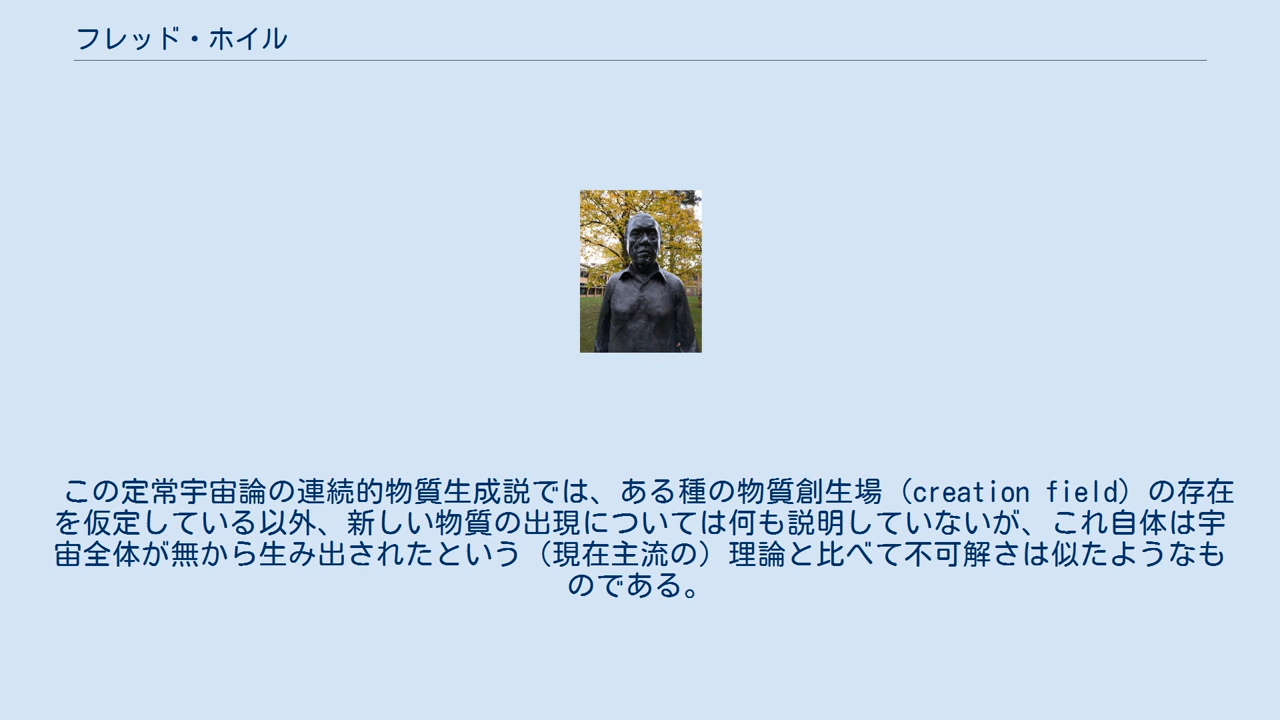 フレッド・ホイル
この定常宇宙論の連続的物質生成説では、ある種の物質創生場（creation field）の存在
を仮定している以外、新しい物質の出現については何も説明していないが、これ自体は宇
宙全体が無から生み出されたという（現在主流の）理論と比べて不可解さは似たようなも
のである。